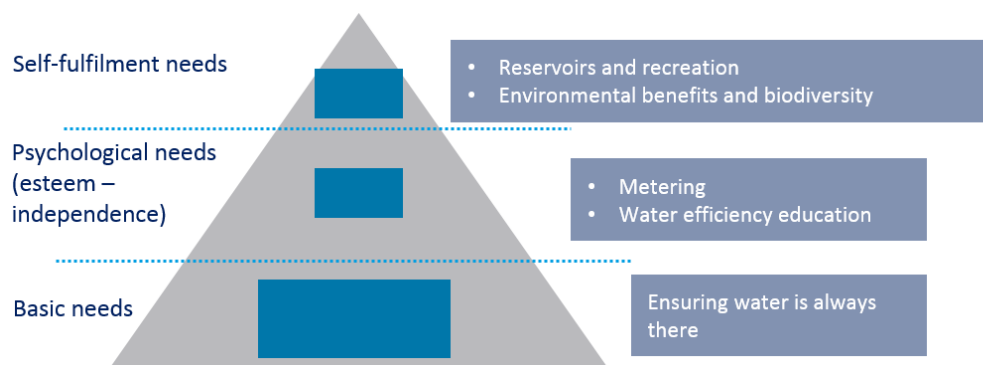 Self-fulfilment needs
• Reservoirs and recreation
• Environmental benefits and biodiversity
Psychological needs
(esteem –
independence)
• Metering
• Water efficiency education
Basic needs
Ensuring water is always
there